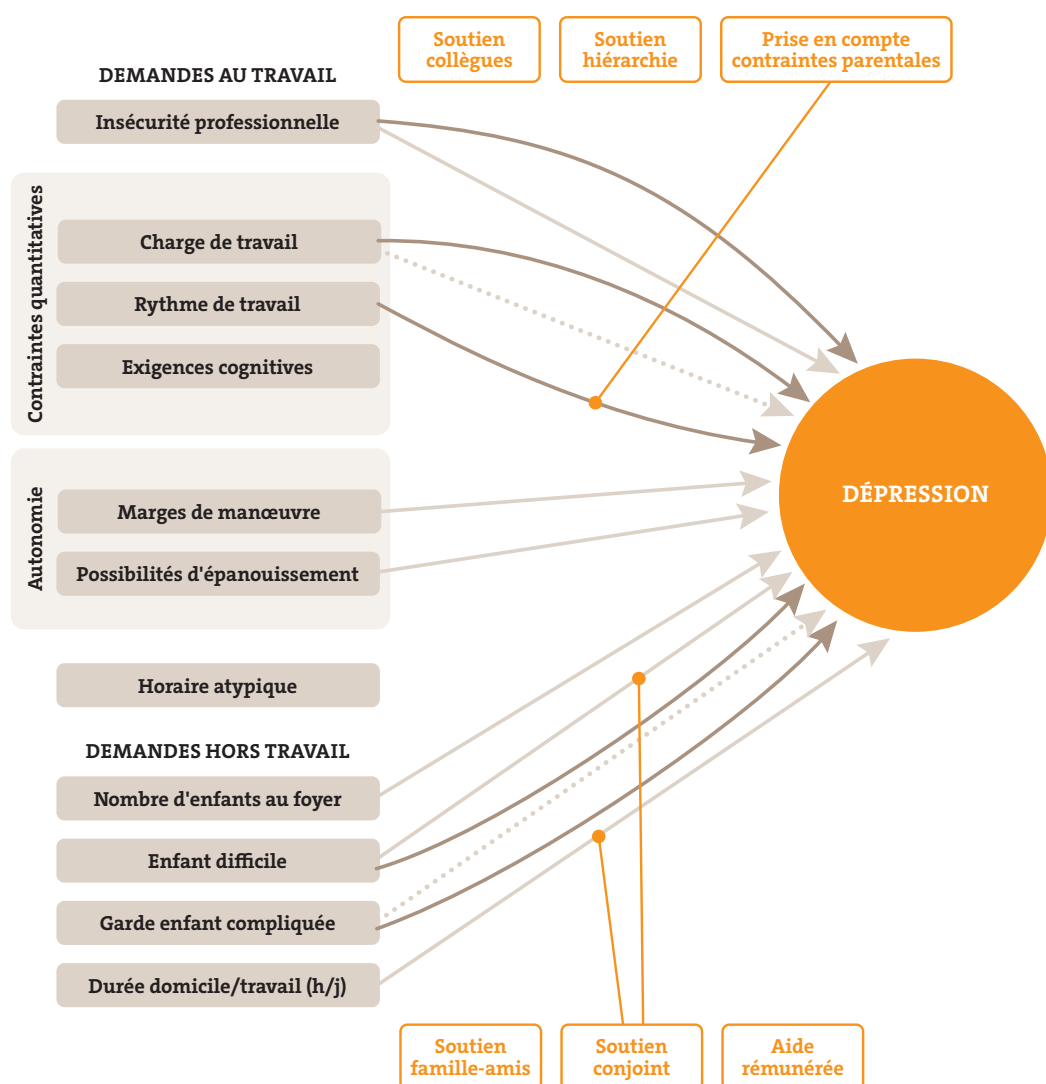 Soutien
collègues
Soutien
hiérarchie
Prise en compte
contraintes parentales
DEMANDES AU TRAVAIL
Insécurité professionnelle
Contraintes quantitatives
Charge de travail
Rythme de travail
Exigences cognitives
Autonomie
Marges de manœuvre
Possibilités d'épanouissement
DÉPRESSION
Horaire atypique
DEMANDES HORS TRAVAIL
Nombre d'enfants au foyer
Enfant difficile
Garde enfant compliquée
Durée domicile/travail (h/j)
Soutien
famille-amis
Soutien
conjoint
Aide
rémunérée